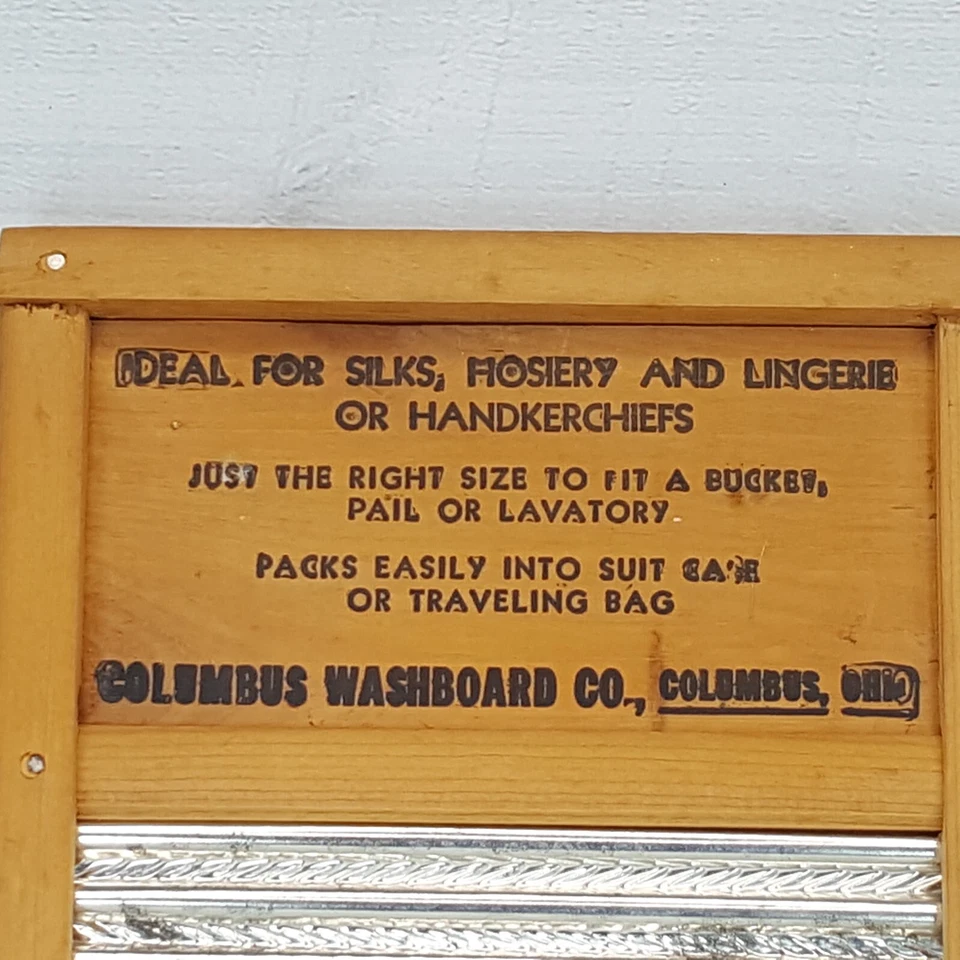 IDEAL FOR SILKS, HOSIERY AND LINGERIE
OR HANDKERCHIEFS
JUST THE RIGHT SIZE TO FIT A BUCKET,
PAIL OR LAVATORY.
PACKS EASILY INTO SUIT CASE
OR TRAVELING BAG
COLUMBUS WASHBOARD CO., COLUMBUS, OHIO